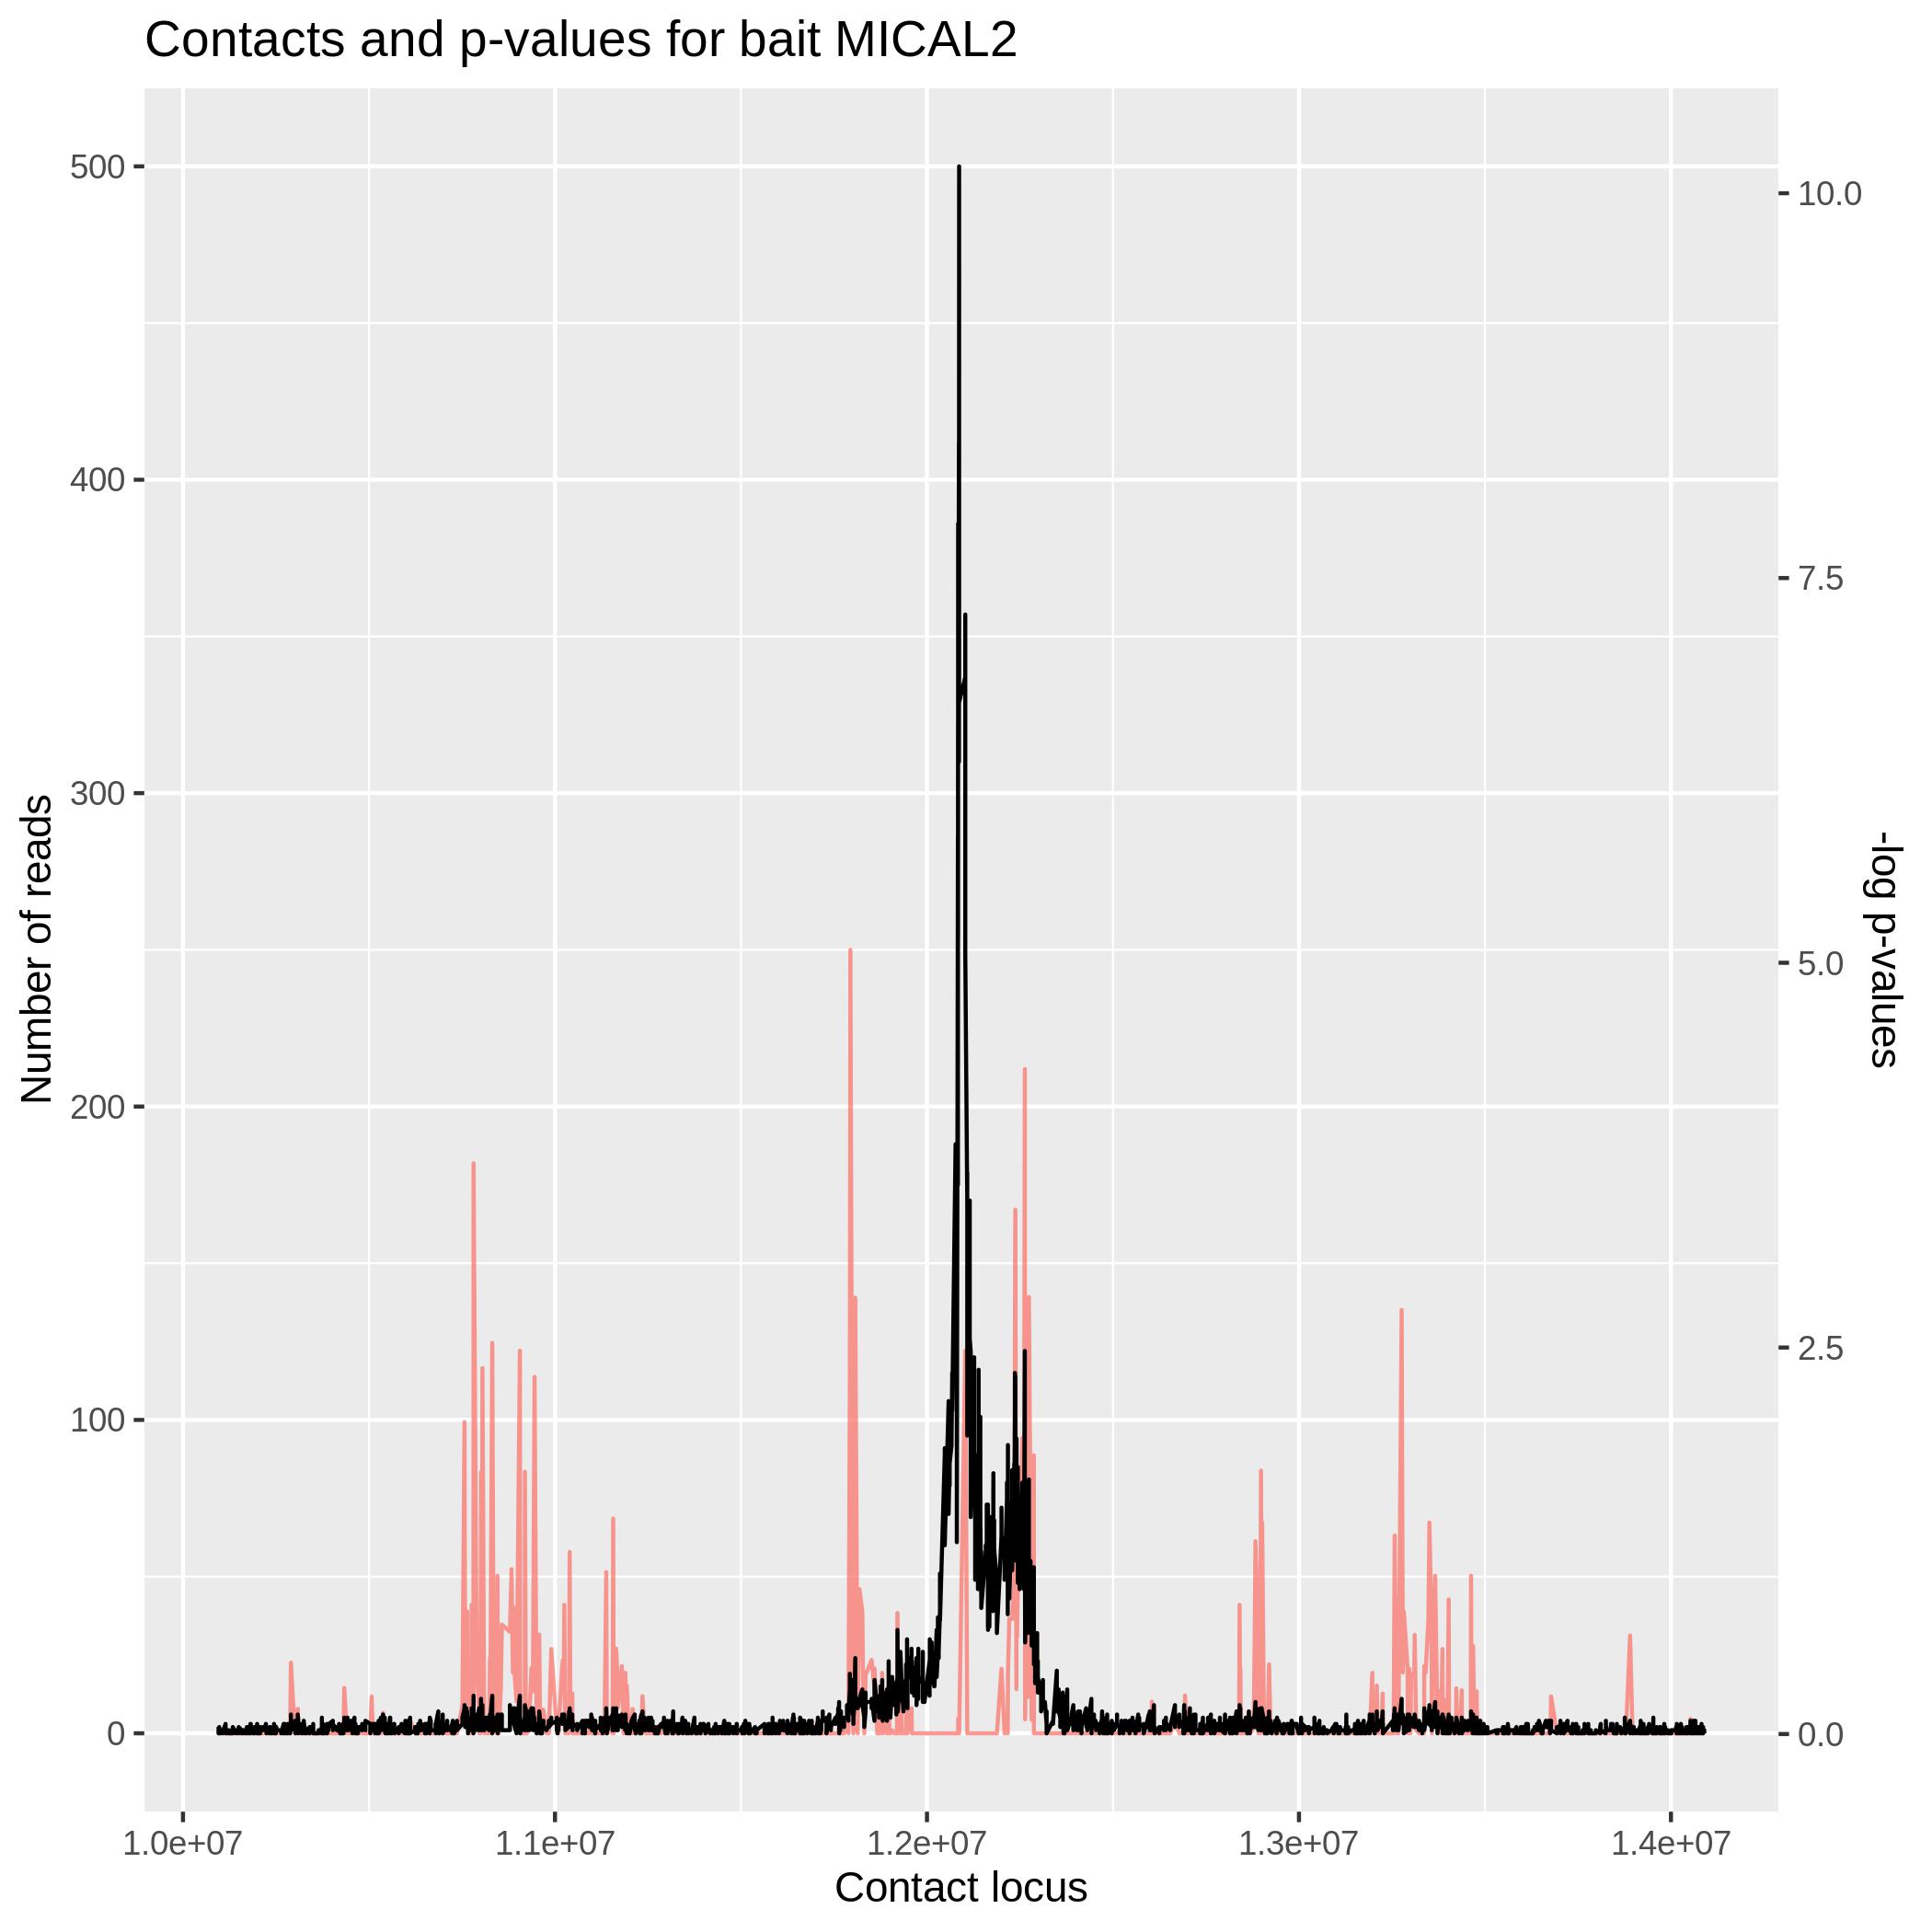 Contacts and p-values for bait MICAL2
500
400
300
200
100
0
Number of reads
10.0
7.5
5.0
2.5
0.0
-log p-values
1.0e+07
1.1e+07
1.2e+07
1.3e+07
1.4e+07
Contact locus